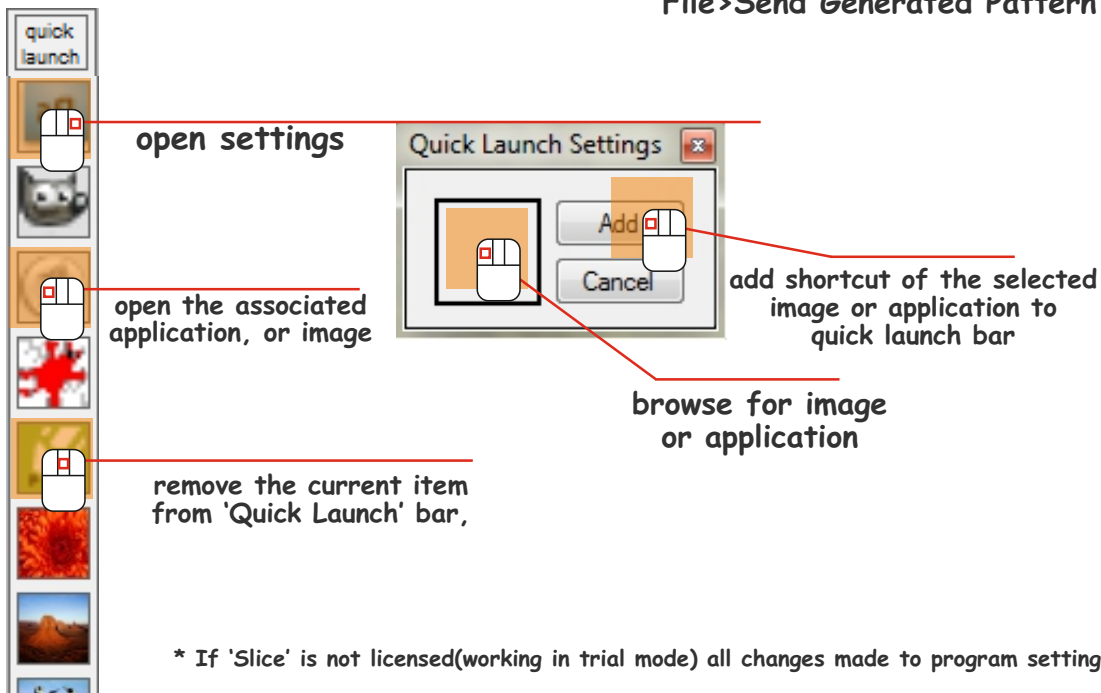 File>Send Generated Pattern
quick
launch
open settings
Quick Launch Settings
Add
Cancel
open the associated
application, or image
add shortcut of the selected
image or application to
quick launch bar
browse for image
or application
remove the current item
from ‘Quick Launch’ bar,
* If ‘Slice’ is not licensed(working in trial mode) all changes made to program setting